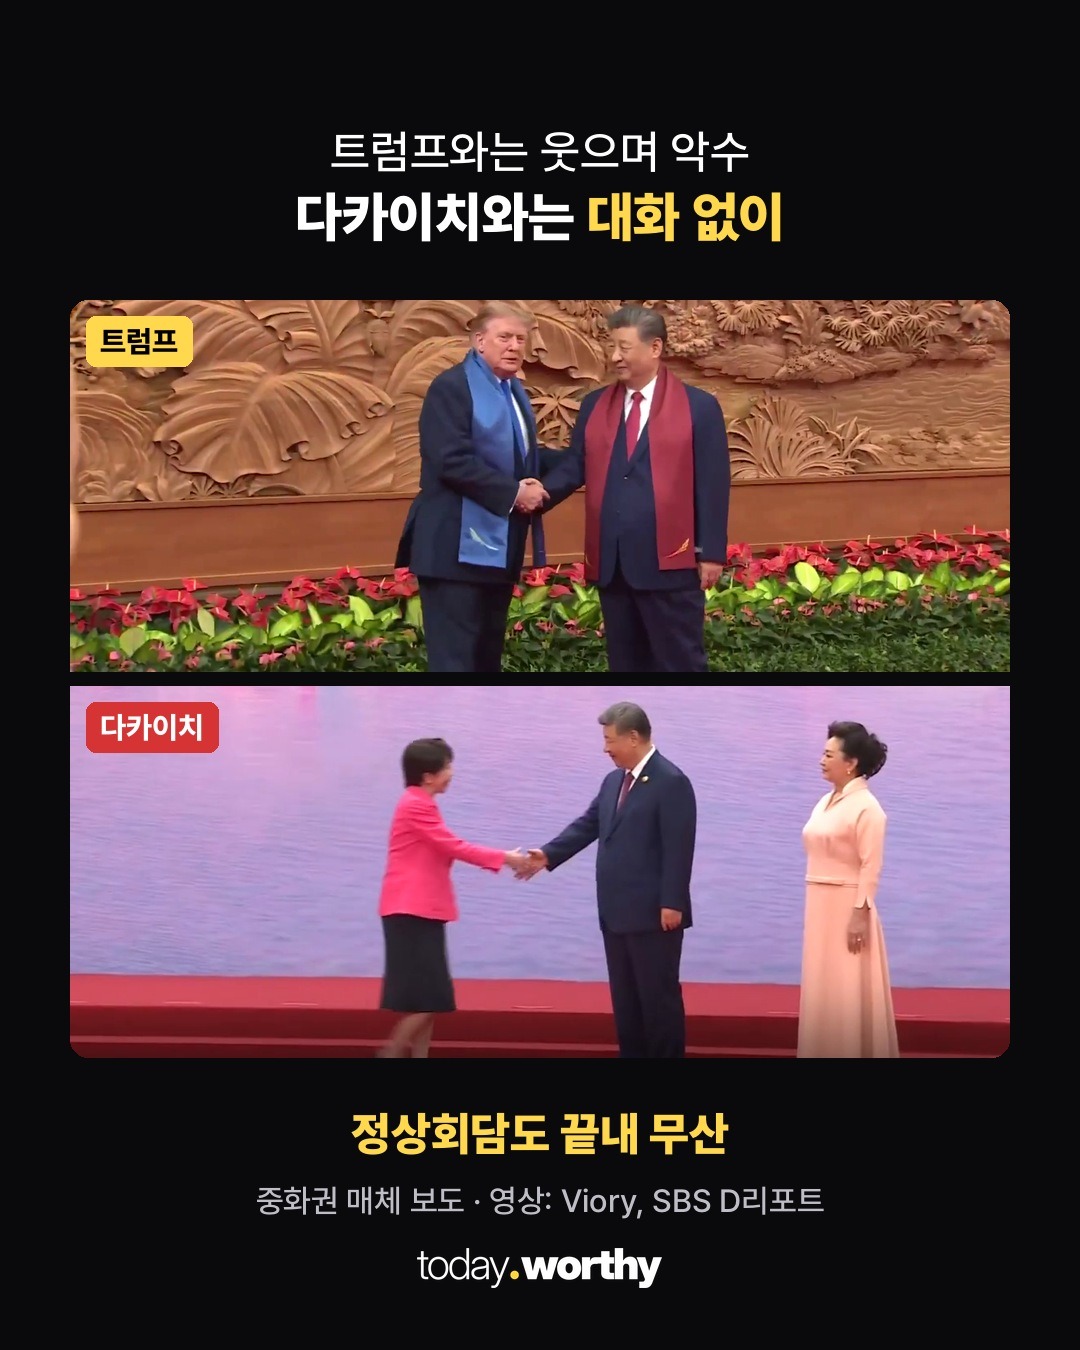 트럼프와는 웃으며 악수
다카이치와는 대화 없이
트럼프
다카이치
정상회담도 끝내 무산
중화권 매체 보도 · 영상: Viory, SBS D리포트
today.worthy